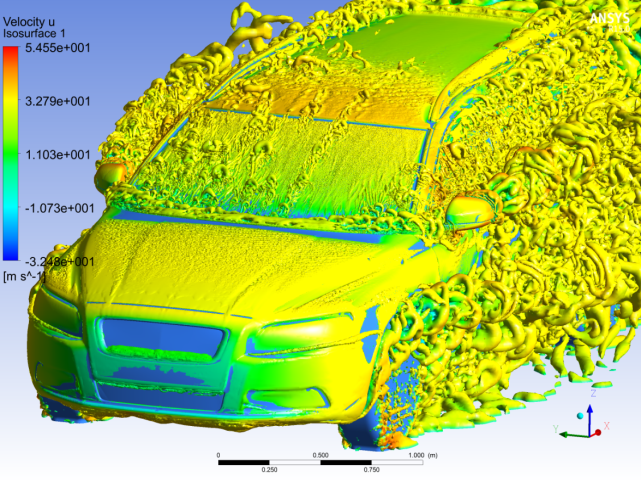 Velocity u
Isosurface 1
5.455e+001
3.279e+001
1.103e+001
-1.073e+001
-3.248e+001
[m s^-1]
ANSYS
Z
Y
X
0
0.500
1.000 (m)
0.250
0.750